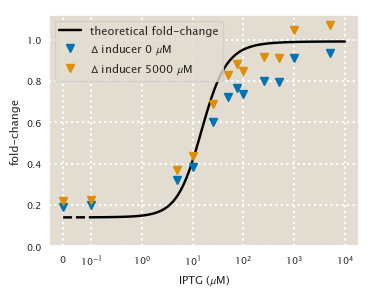 theoretical fold-change
Δ inducer 0 μM
Δ inducer 5000 μM
fold-change
1.0
0.8
0.6
0.4
0.2
0.0
0 10⁻¹ 10⁰ 10¹ 10² 10³ 10⁴
IPTG (μM)